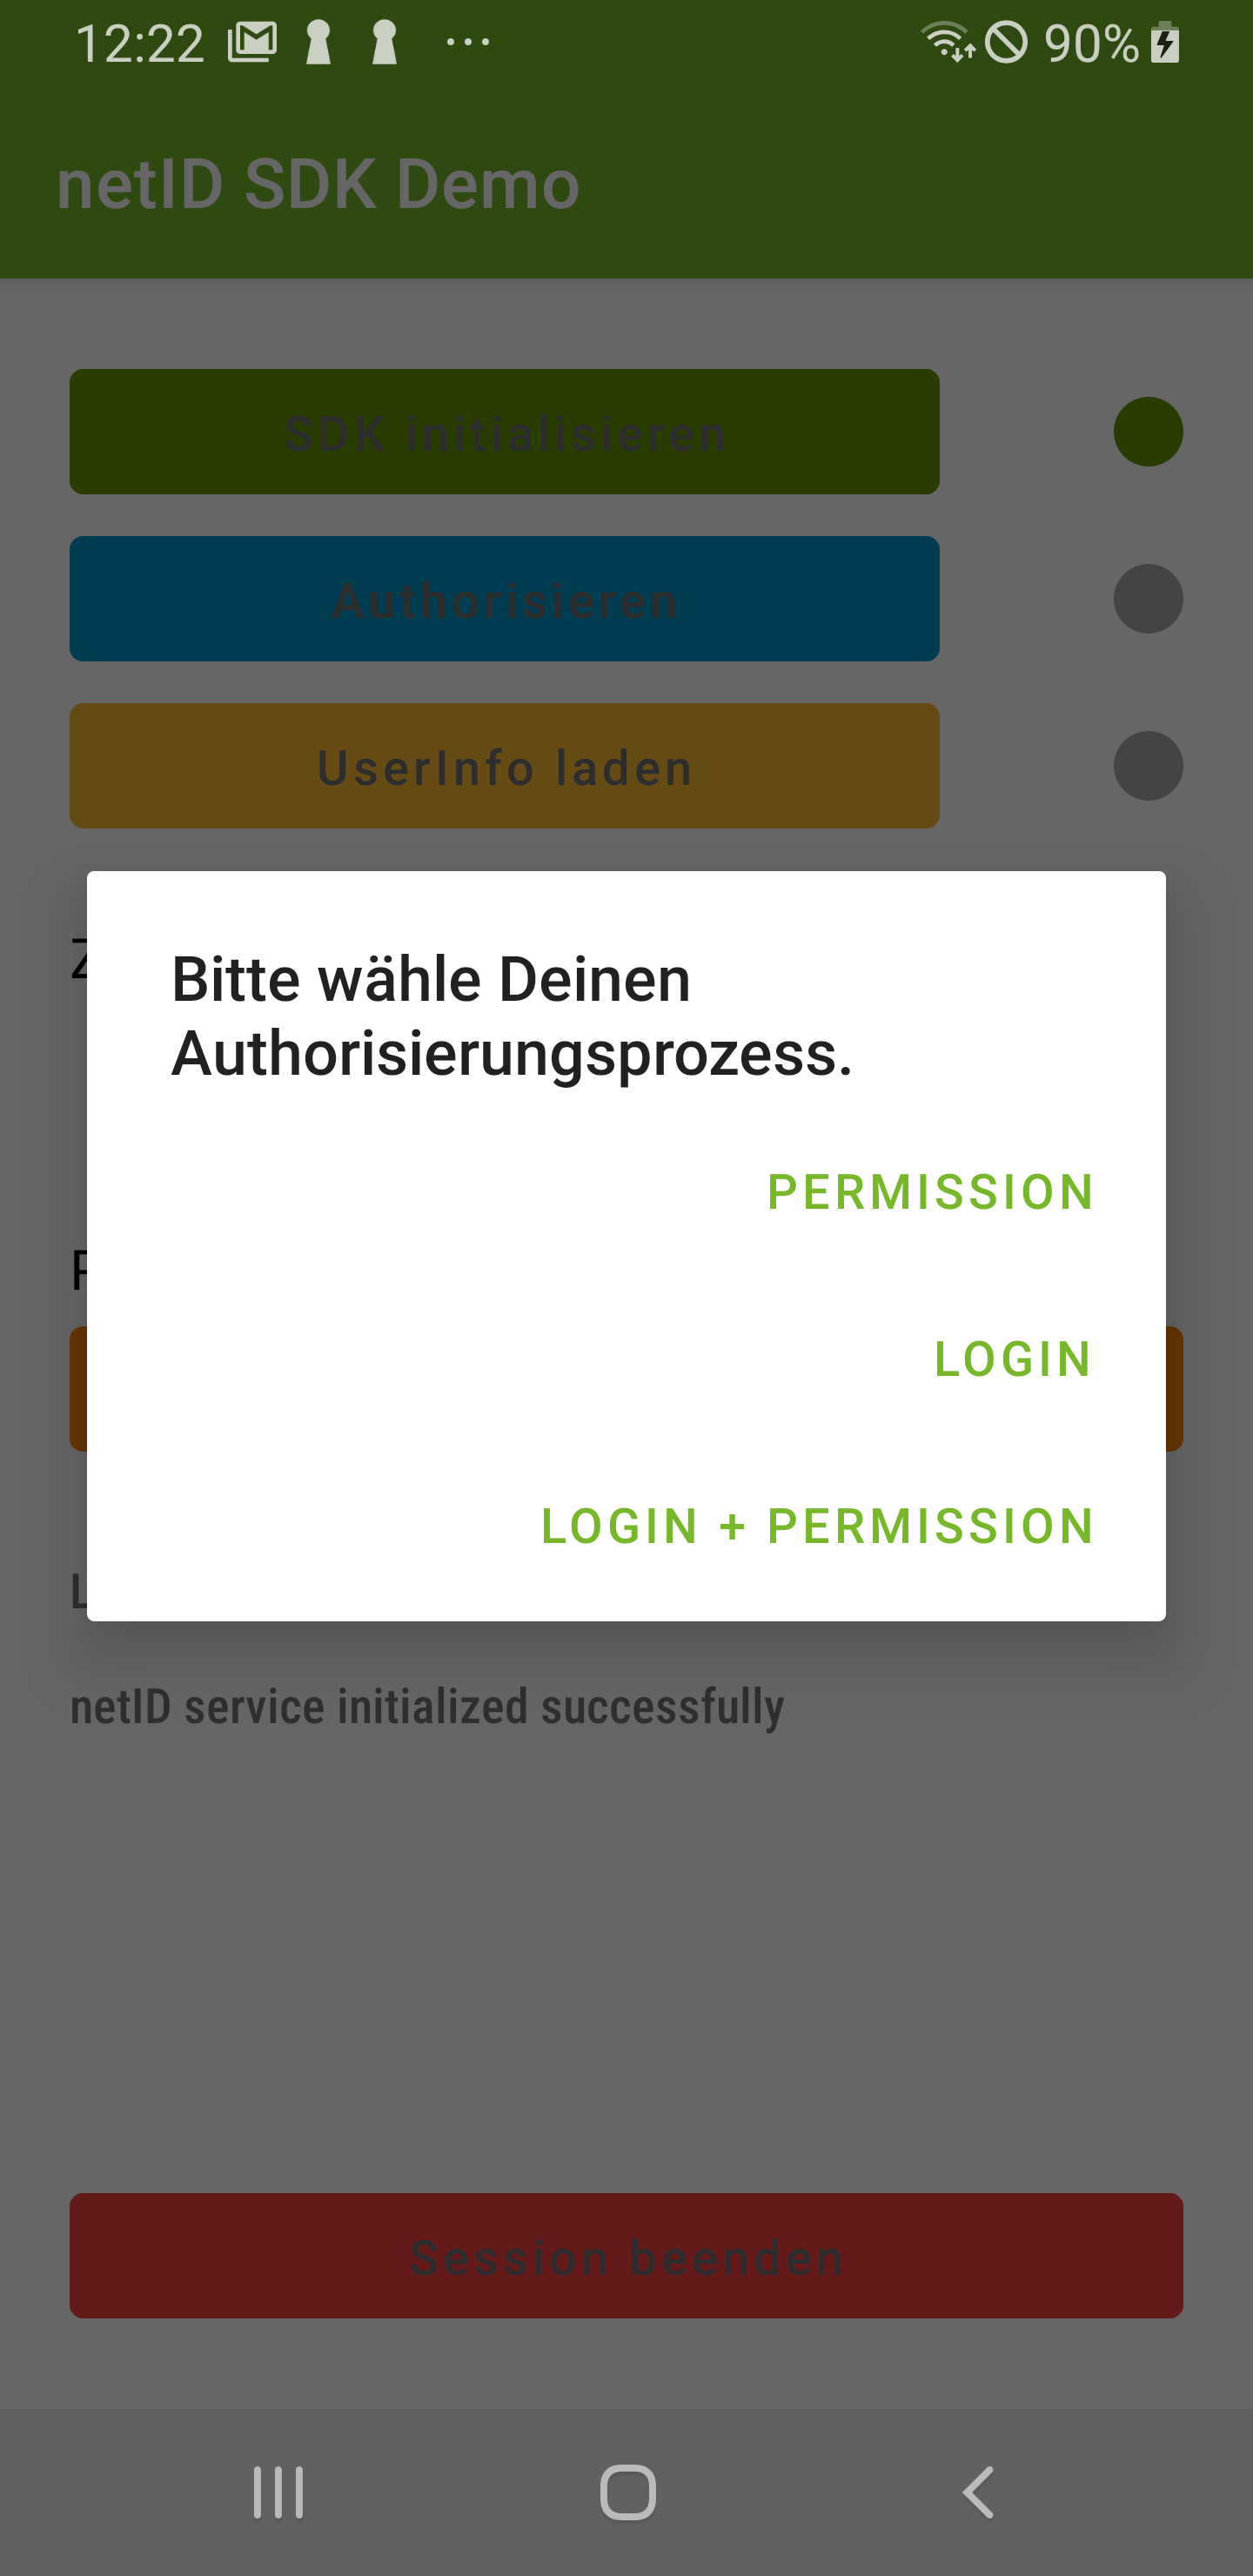 12:22 90%
netID SDK Demo
SDK initialisieren
Authorisieren
UserInfo laden
Bitte wähle Deinen
Authorisierungsprozess.
PERMISSION
LOGIN
LOGIN + PERMISSION
netID service initialized successfully
Session beenden